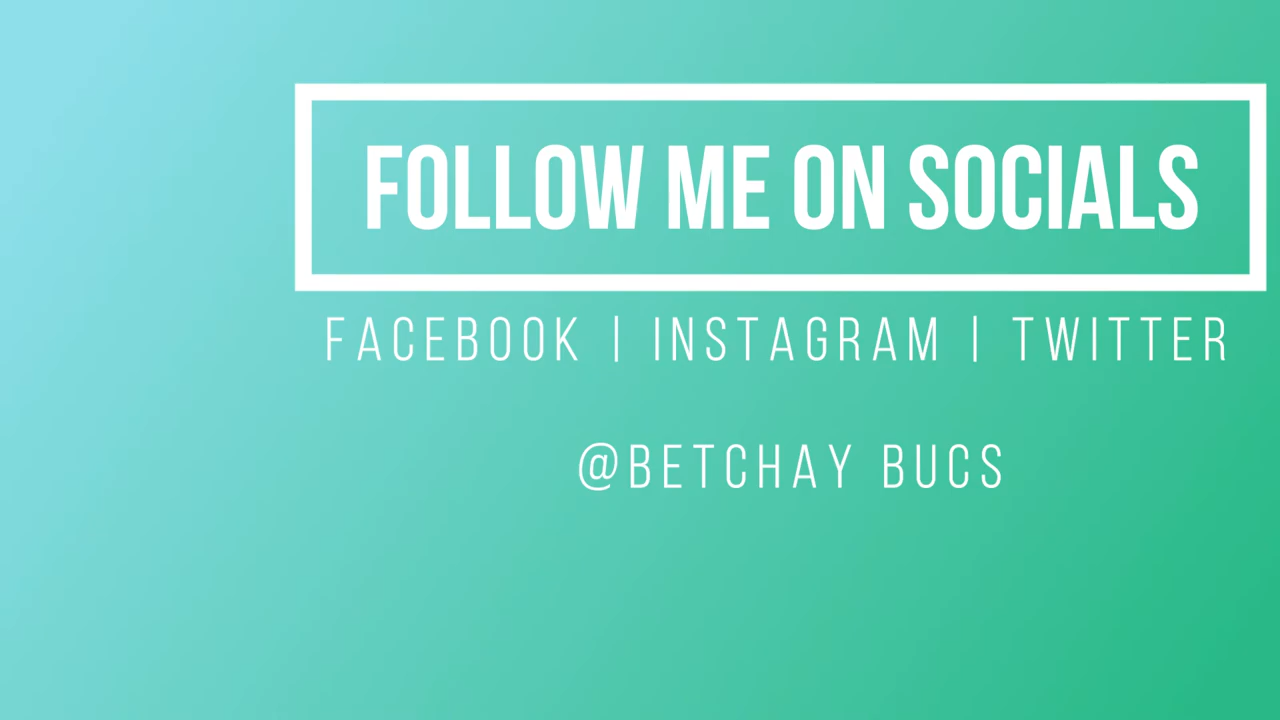 FOLLOW ME ON SOCIALS
FACEBOOK | INSTAGRAM | TWITTER
@BETCHAY BUCS